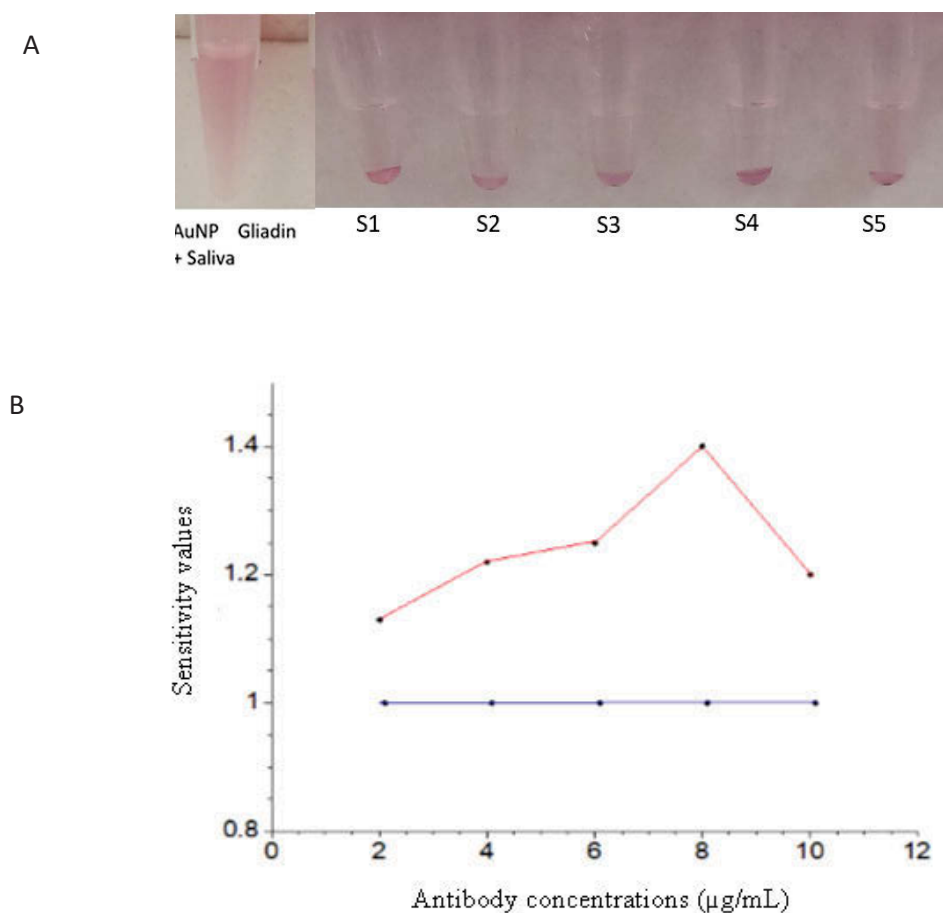 A
AuNP Gliadin
+ Saliva
S1 S2 S3 S4 S5
B
Sensitivity values
1.4
1.2
1
0.8
0 2 4 6 8 10 12
Antibody concentrations (µg/mL)